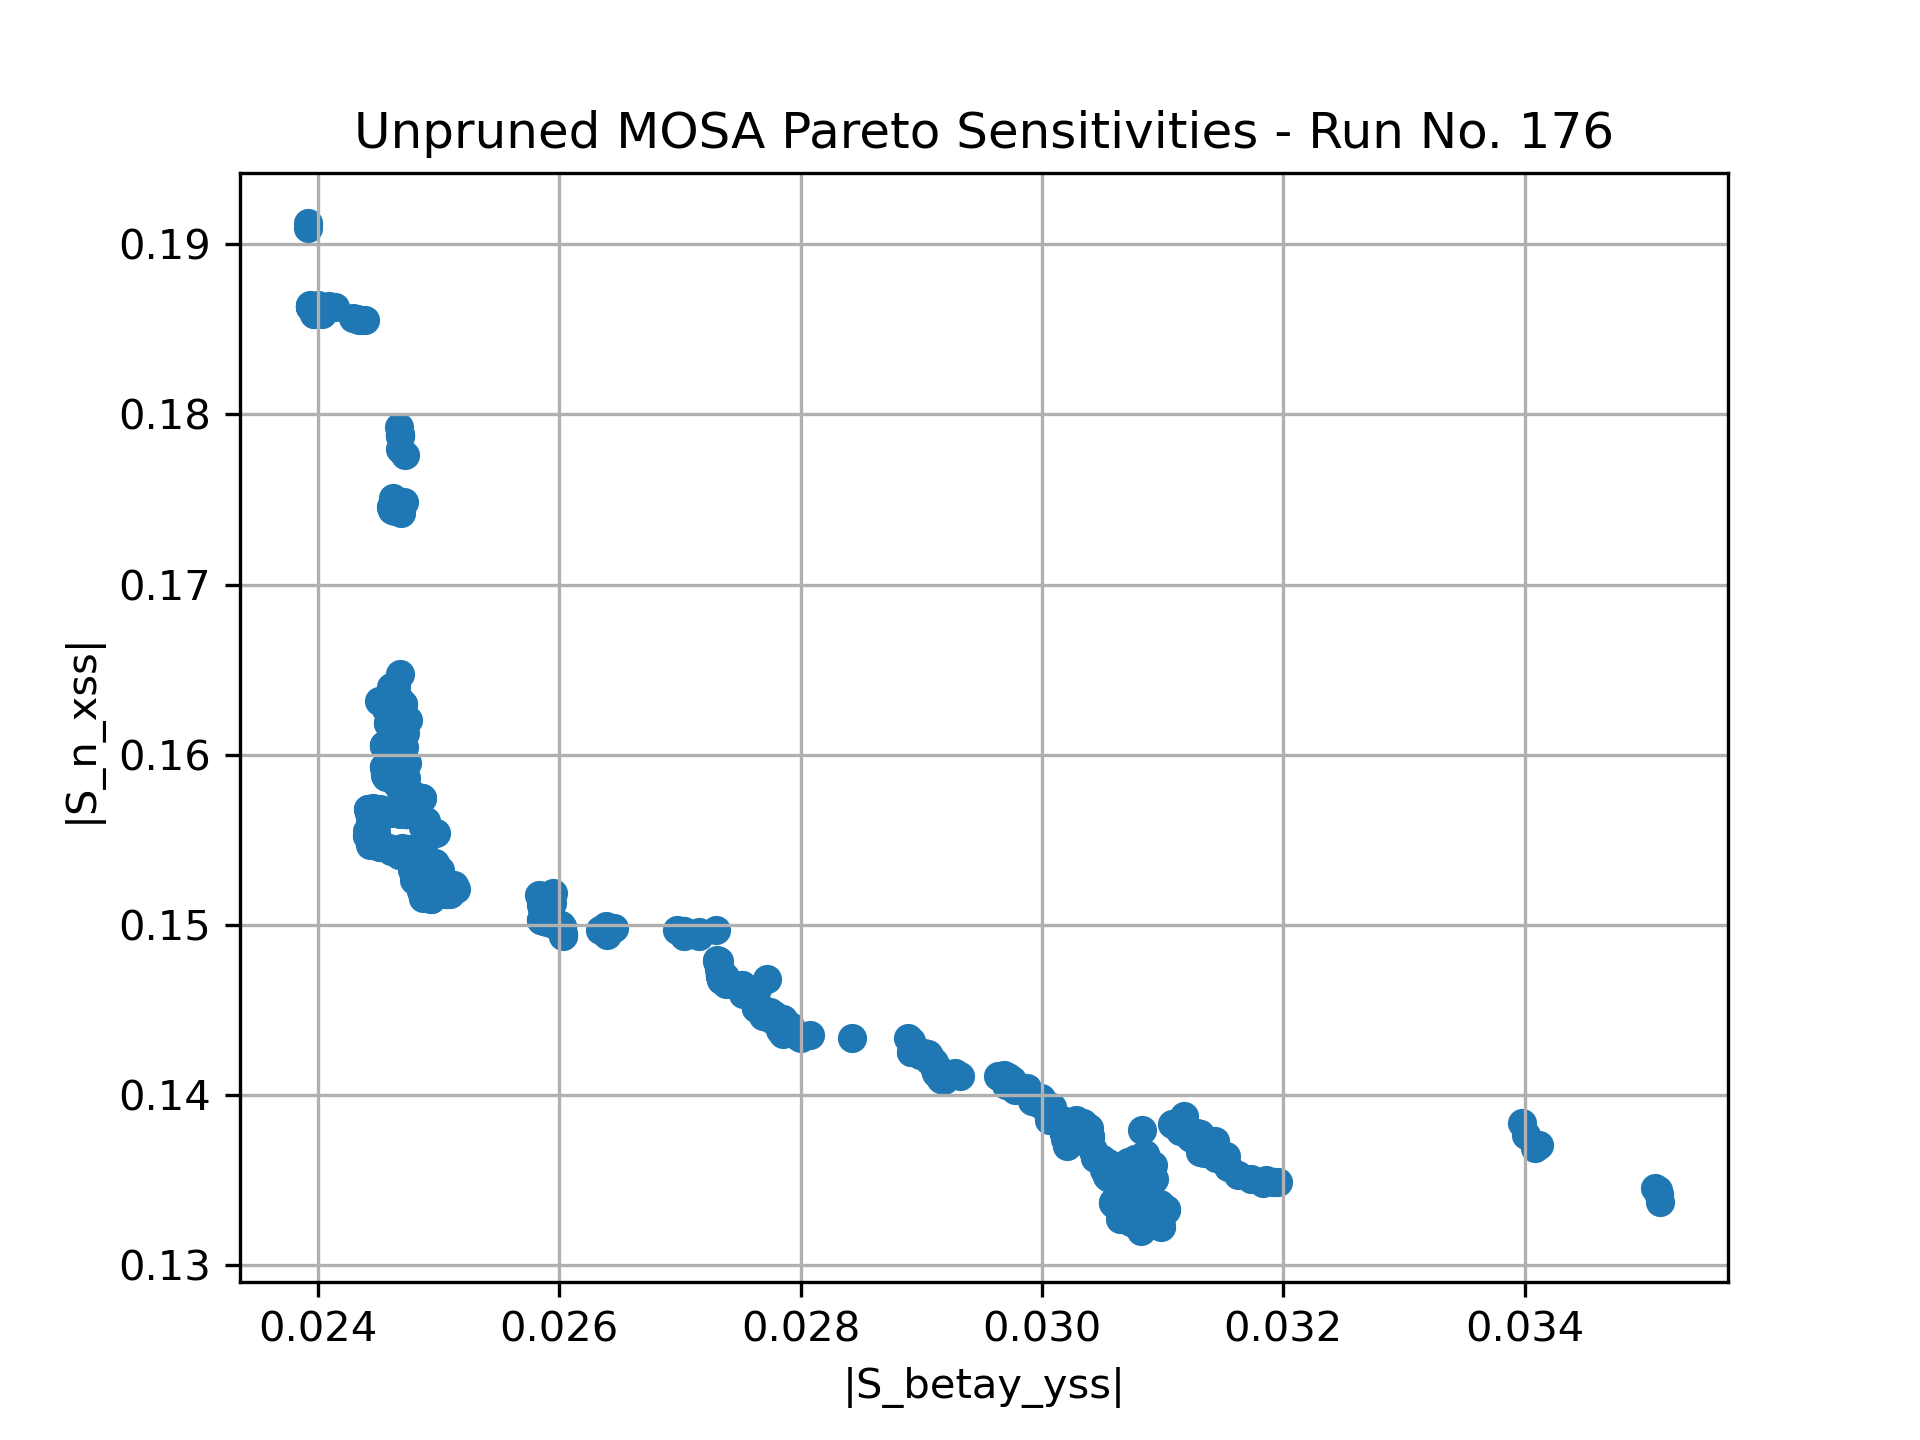 Unpruned MOSA Pareto Sensitivities - Run No. 176
0.19
0.18
0.17
0.16
0.15
0.14
0.13
|S_n_xss|
0.024 0.026 0.028 0.030 0.032 0.034
|S_betay_yss|